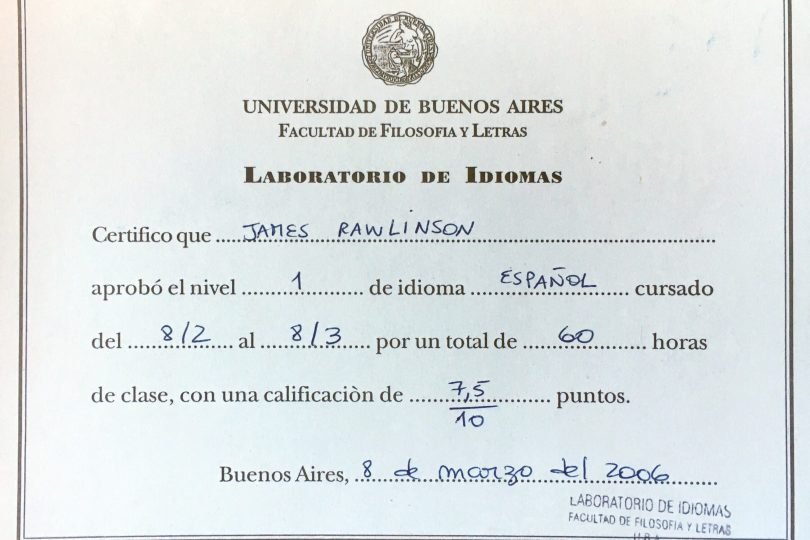 UNIVERSIDAD DE BUENOS AIRES
FACULTAD DE FILOSOFIA Y LETRAS
LABORATORIO DE IDIOMAS
Certifico que JAMES RAWLINSON
aprobó el nivel 1 de idioma ESPAÑOL cursado
del 8/2 al 8/3 por un total de 60 horas
de clase, con una calificaciòn de 7,5/10 puntos.
Buenos Aires, 8 de marzo del 2006
LABORATORIO DE IDIOMAS
FACULTAD DE FILOSOFIA Y LETRAS